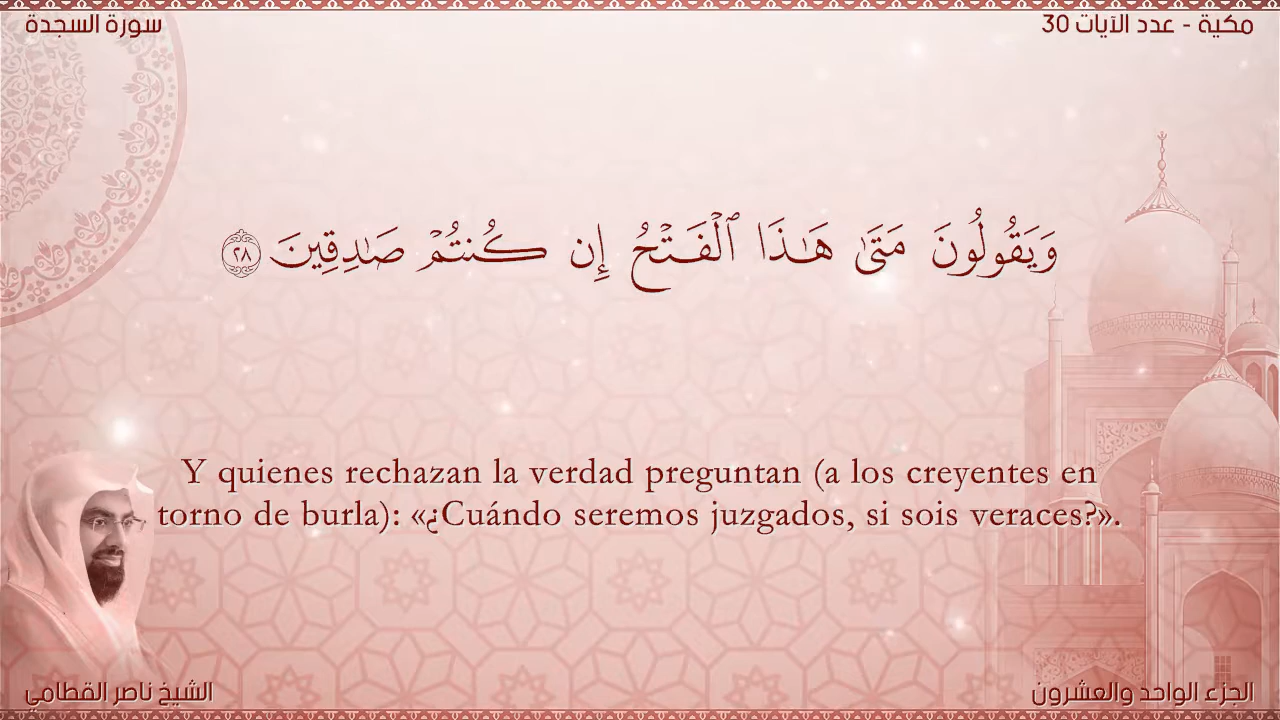 سورة السجدة
مكية - عدد الآيات 30
وَيَقُولُونَ مَتَىٰ هَـٰذَا ٱلْفَتْحُ إِن كُنتُمْ صَـٰدِقِينَ ٢٨
Y quienes rechazan la verdad preguntan (a los creyentes en
torno de burla): «¿Cuándo seremos juzgados, si sois veraces?».
الشيخ ناصر القطامي
الجزء الواحد والعشرون